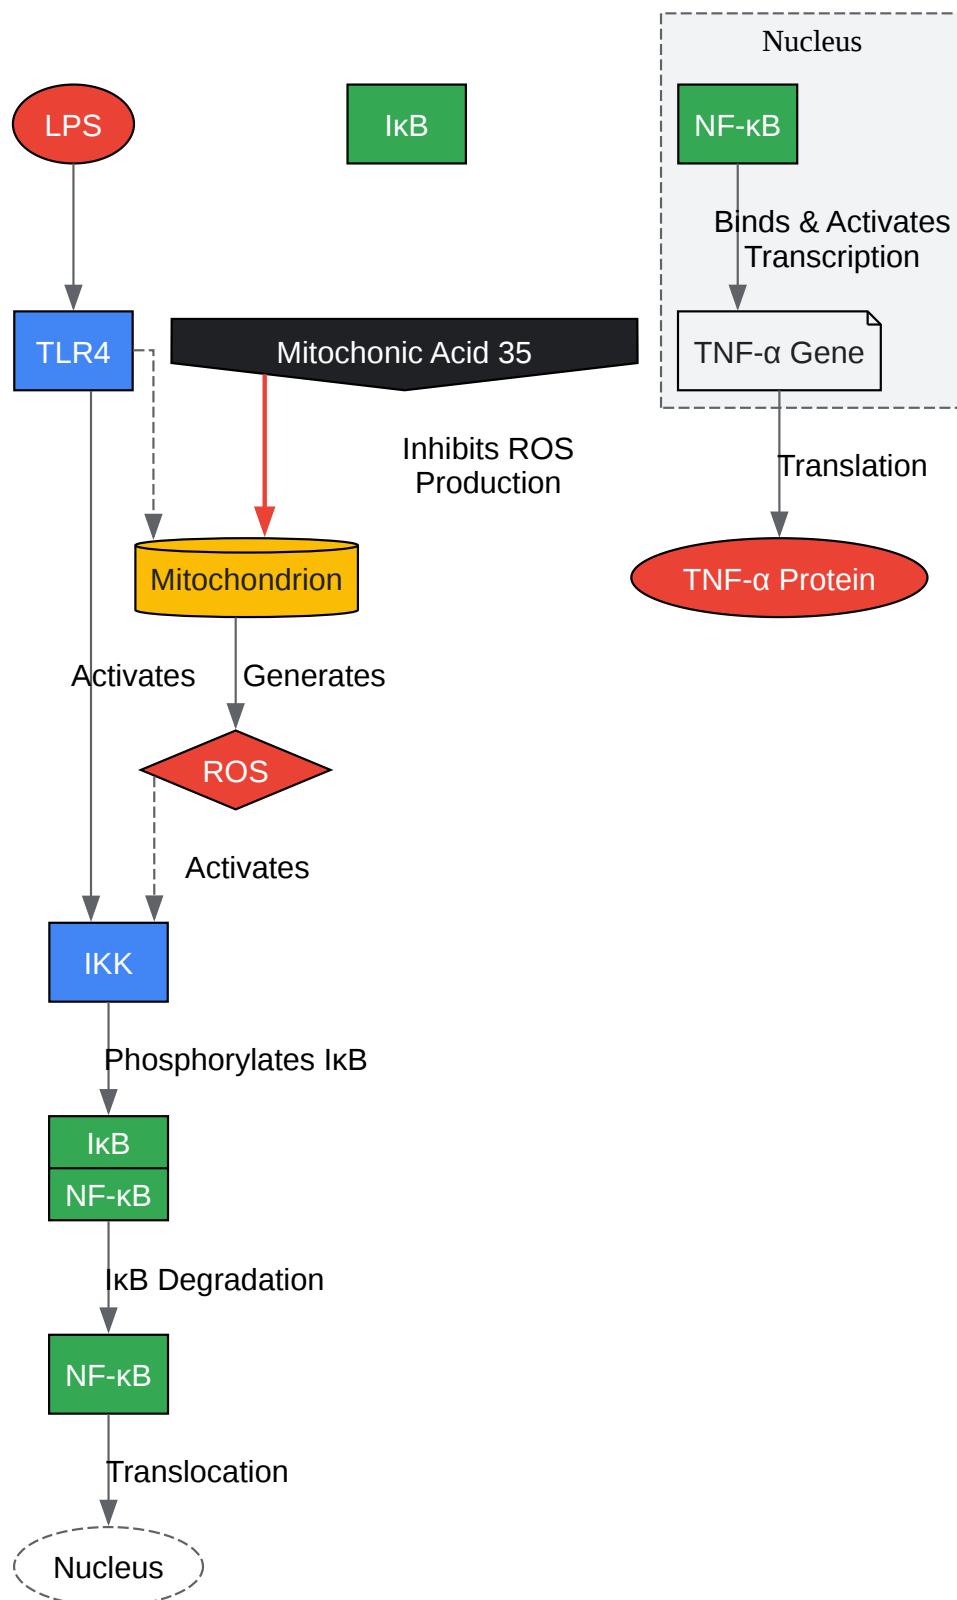 Nucleus
LPS
IκB
NF-κB
Binds & Activates
Transcription
TLR4
Mitochonic Acid 35
TNF-α Gene
Inhibits ROS
Production
Translation
Mitochondrion
TNF-α Protein
Activates
Generates
ROS
Activates
IKK
Phosphorylates IκB
IκB
NF-κB
IκB Degradation
NF-κB
Translocation
Nucleus